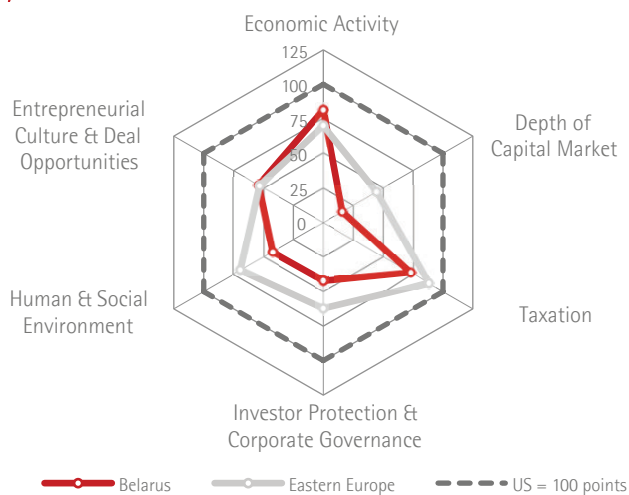 Economic Activity
125
100
75
50
25
0
Entrepreneurial
Culture & Deal
Opportunities
Depth of
Capital Market
Human & Social
Environment
Taxation
Investor Protection &
Corporate Governance
Belarus
Eastern Europe
US = 100 points